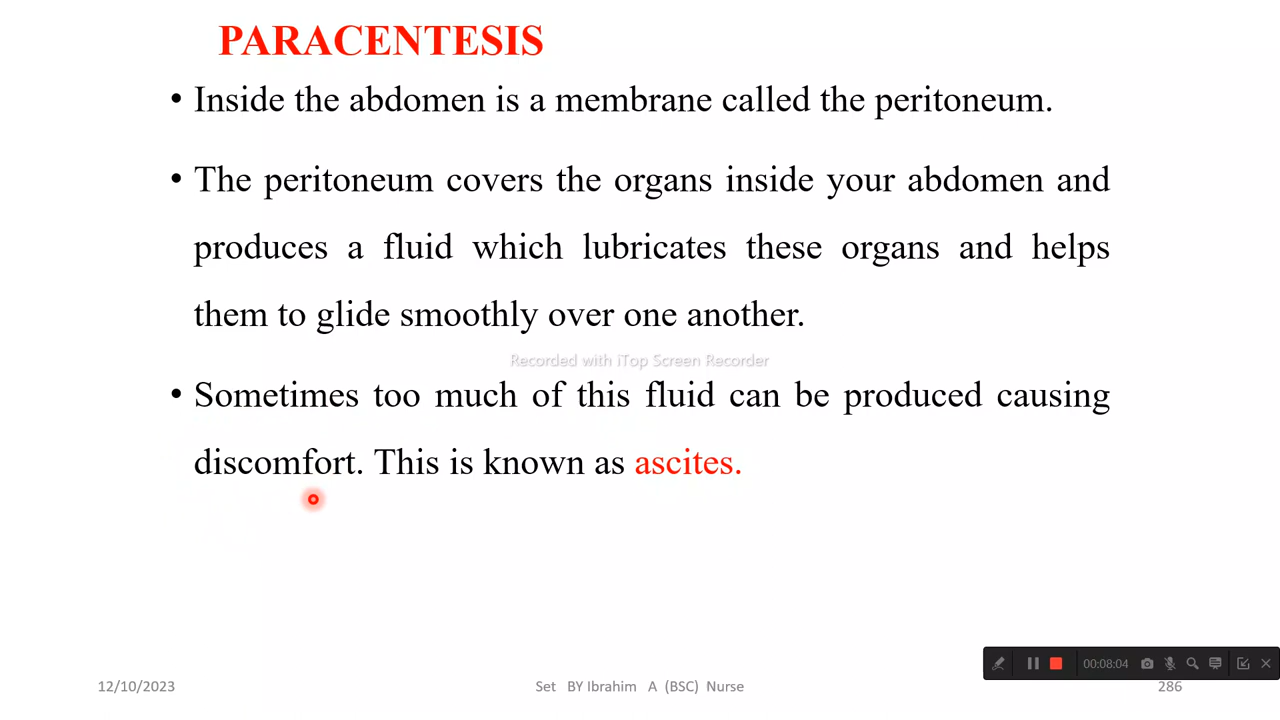 PARACENTESIS
• Inside the abdomen is a membrane called the peritoneum.
• The peritoneum covers the organs inside your abdomen and
produces a fluid which lubricates these organs and helps
them to glide smoothly over one another.
Recorded with iTop Screen Recorder
• Sometimes too much of this fluid can be produced causing
discomfort. This is known as ascites.
00:08:04
12/10/2023 Set BY Ibrahim A (BSC) Nurse 286